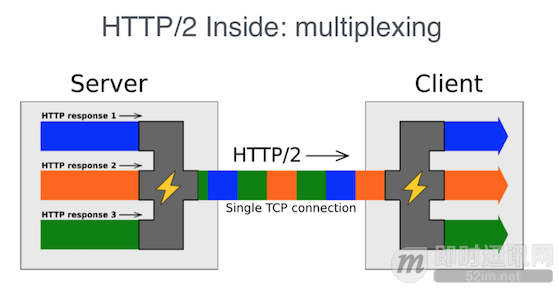 HTTP/2 Inside: multiplexing
Server
Client
HTTP response 1
HTTP response 2
HTTP response 3
HTTP/2
Single TCP connection
即时通讯网
52im.net